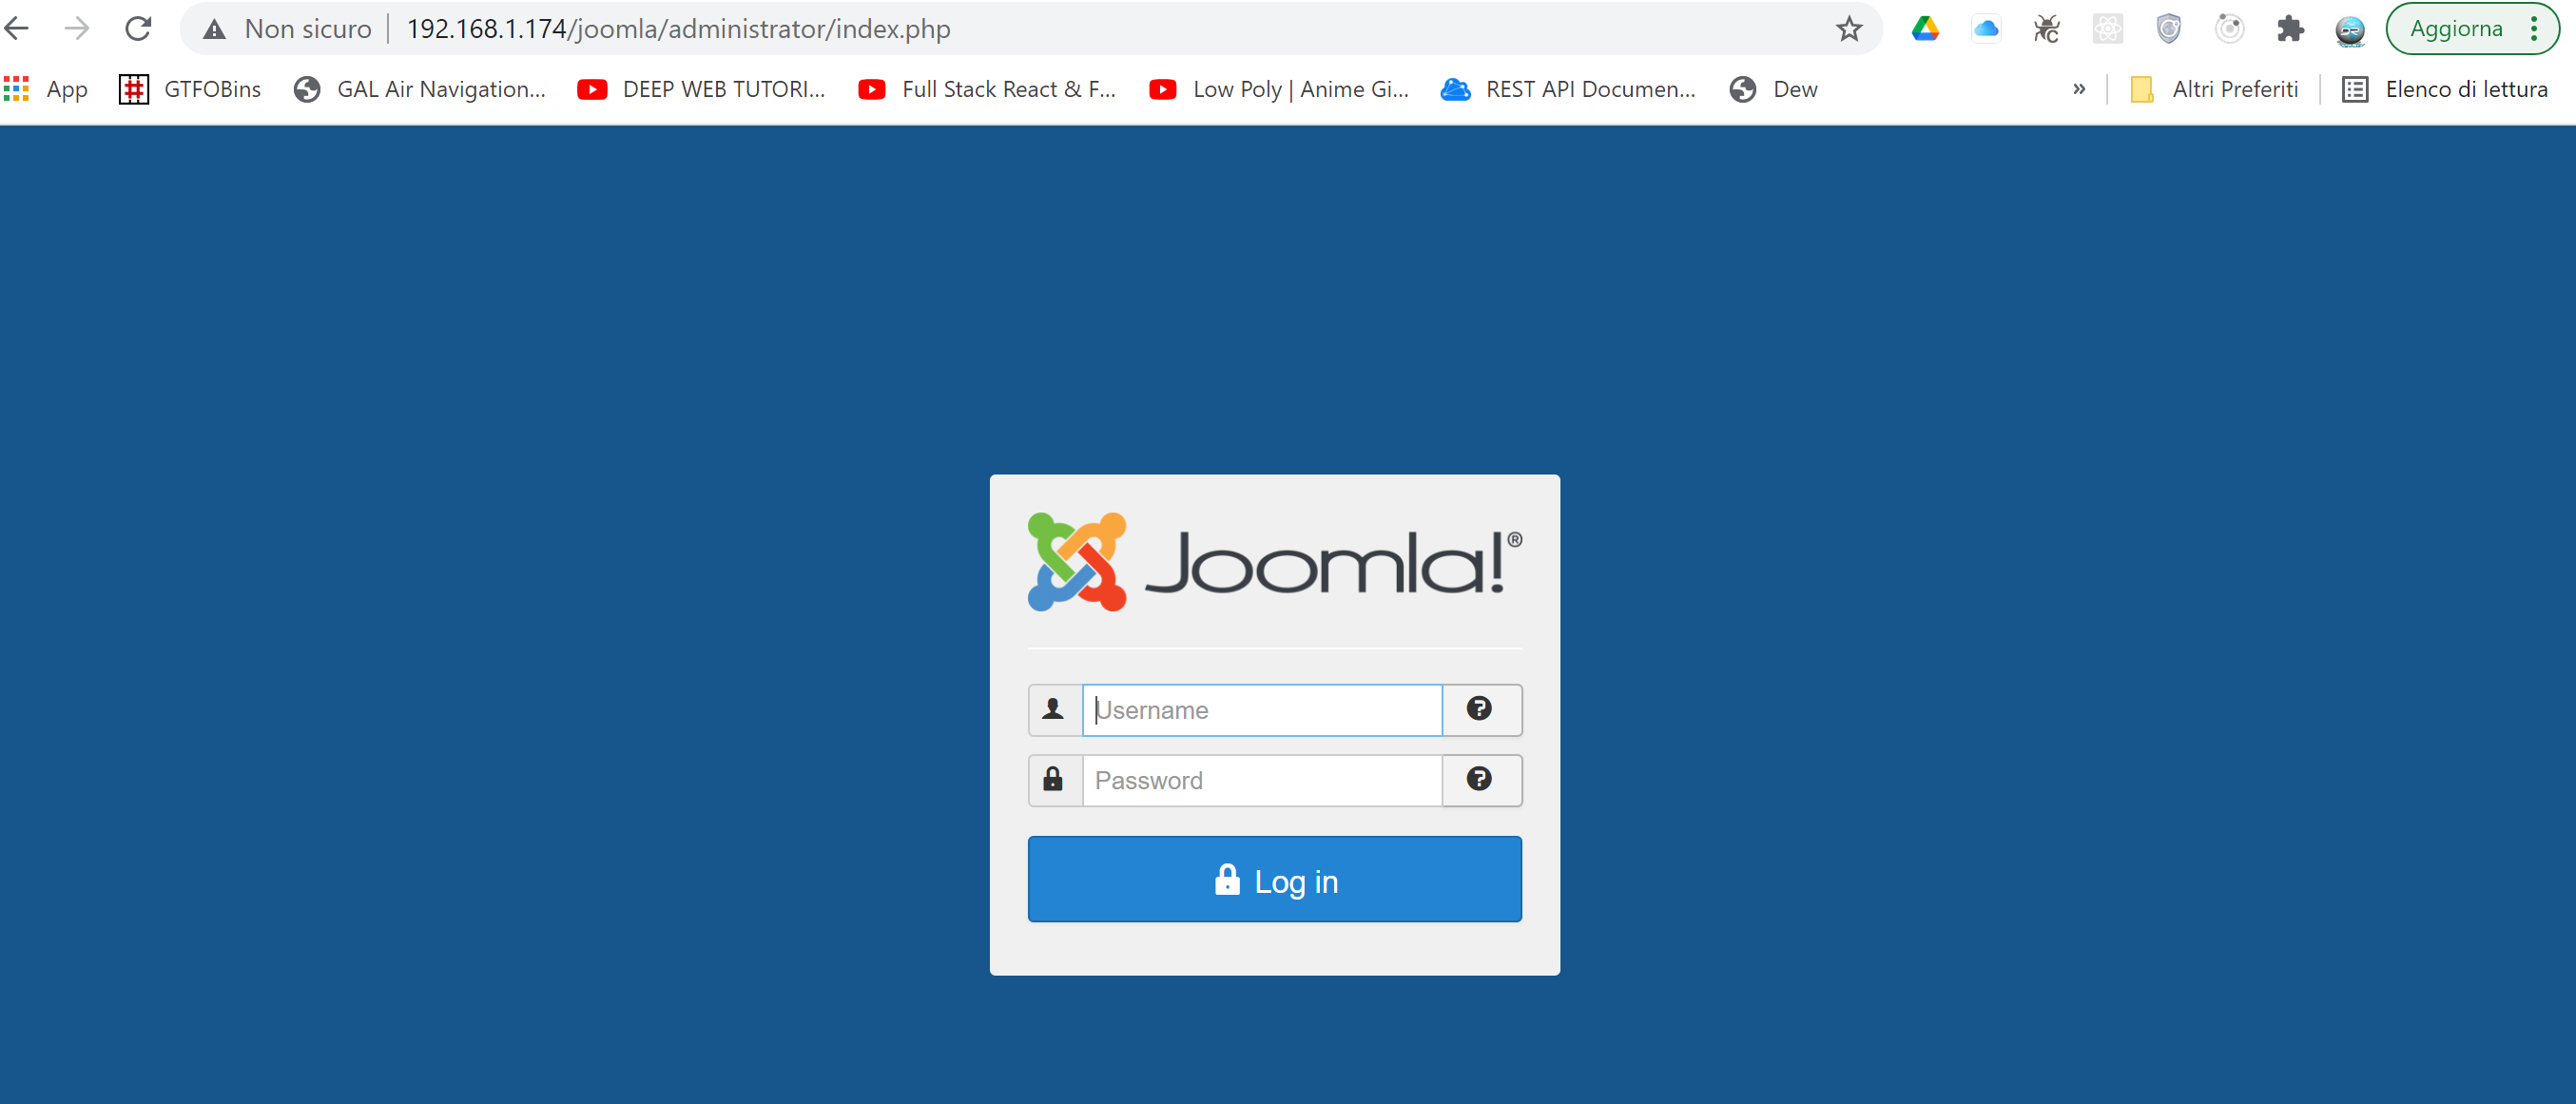 Non sicuro | 192.168.1.174/joomla/administrator/index.php Aggiorna
App GTFOBins GAL Air Navigation... DEEP WEB TUTORI... Full Stack React & F... Low Poly | Anime Gi... REST API Documen... Dew » Altri Preferiti Elenco di lettura
Joomla!®
Username
Password
Log in